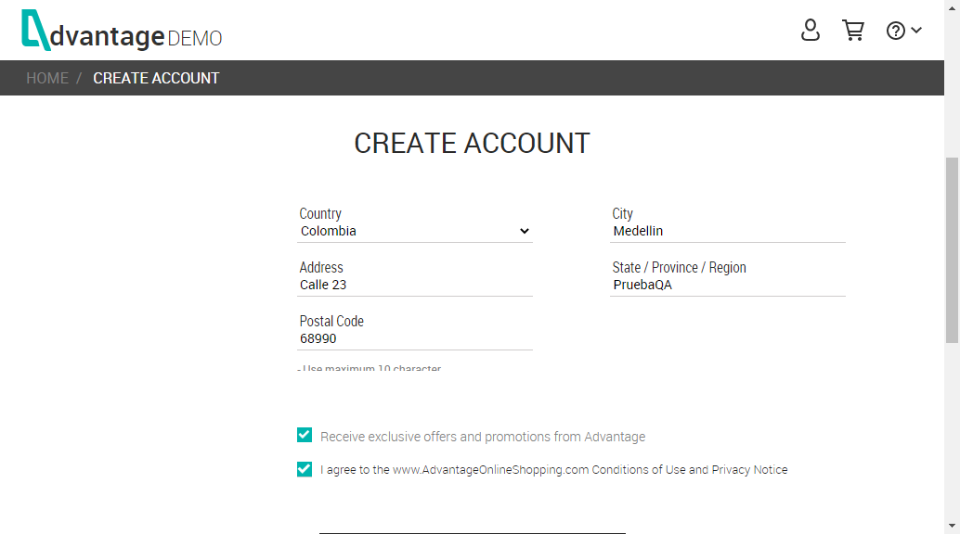 Advantage DEMO
HOME / CREATE ACCOUNT
CREATE ACCOUNT
Country City
Colombia Medellin
Address State / Province / Region
Calle 23 PruebaQA
Postal Code
68990
- Use maximum 10 character
Receive exclusive offers and promotions from Advantage
I agree to the www.AdvantageOnlineShopping.com Conditions of Use and Privacy Notice